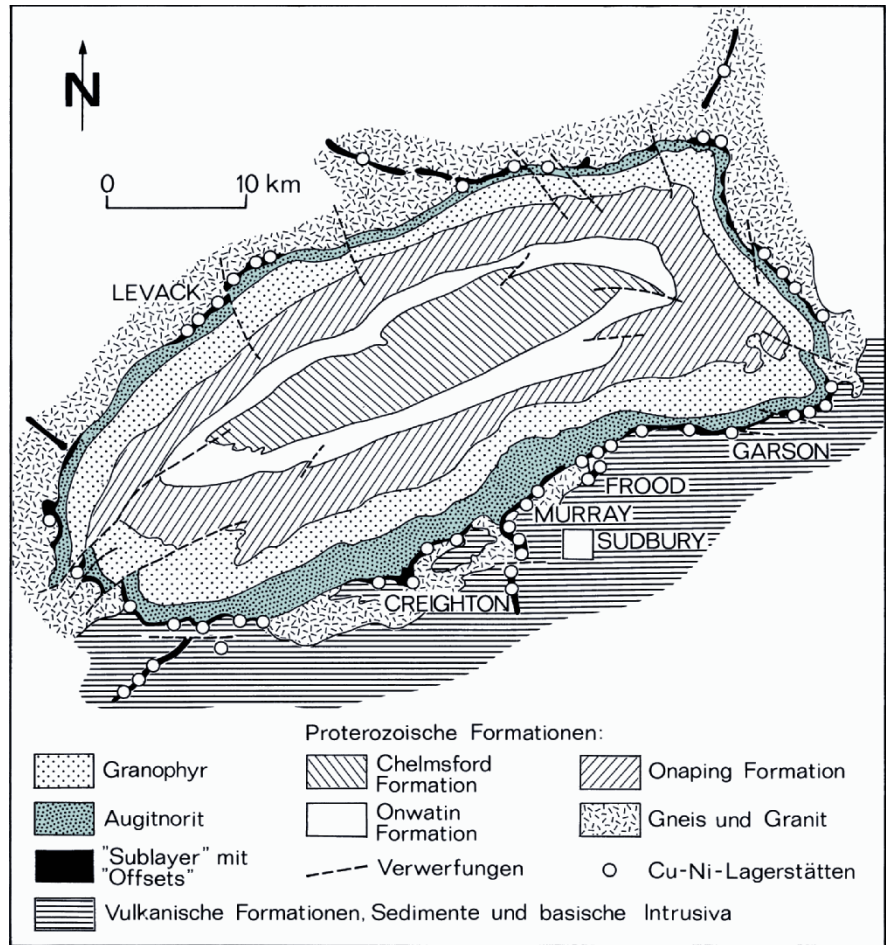 N
0 10 km
LEVACK
GARSON
FROOD
MURRAY
SUDBURY
CREIGHTON
Proterozoische Formationen:
Granophyr
Chelmsford
Formation
Onaping Formation
Augitnorit
Onwatin
Formation
Gneis und Granit
"Sublayer" mit
"Offsets"
Verwerfungen
Cu-Ni-Lagerstätten
Vulkanische Formationen, Sedimente und basische Intrusiva